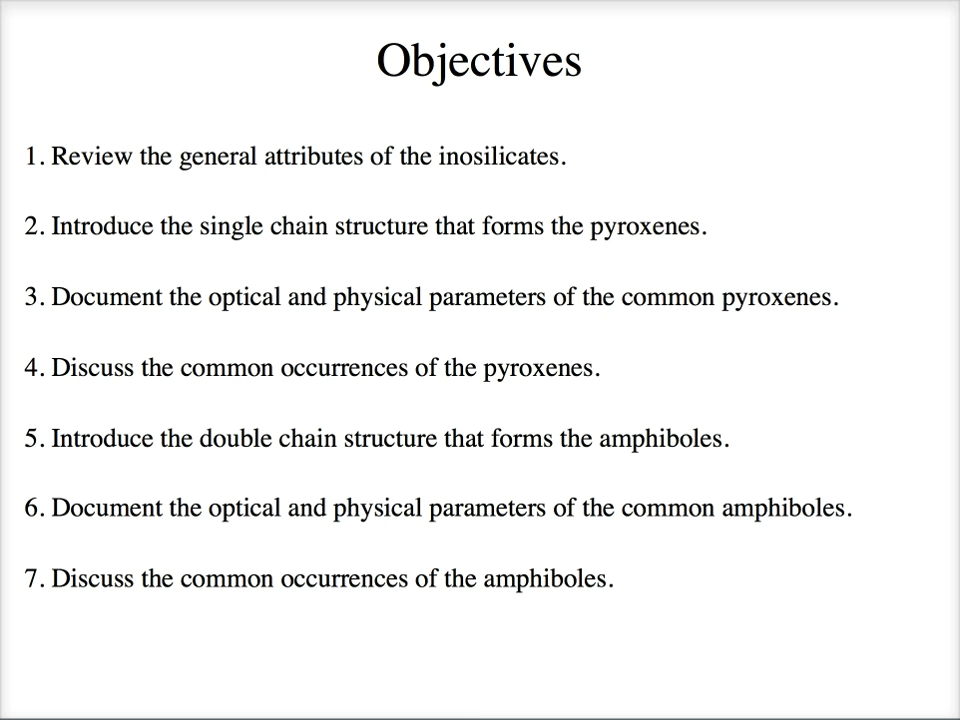 Objectives
1. Review the general attributes of the inosilicates.
2. Introduce the single chain structure that forms the pyroxenes.
3. Document the optical and physical parameters of the common pyroxenes.
4. Discuss the common occurrences of the pyroxenes.
5. Introduce the double chain structure that forms the amphiboles.
6. Document the optical and physical parameters of the common amphiboles.
7. Discuss the common occurrences of the amphiboles.